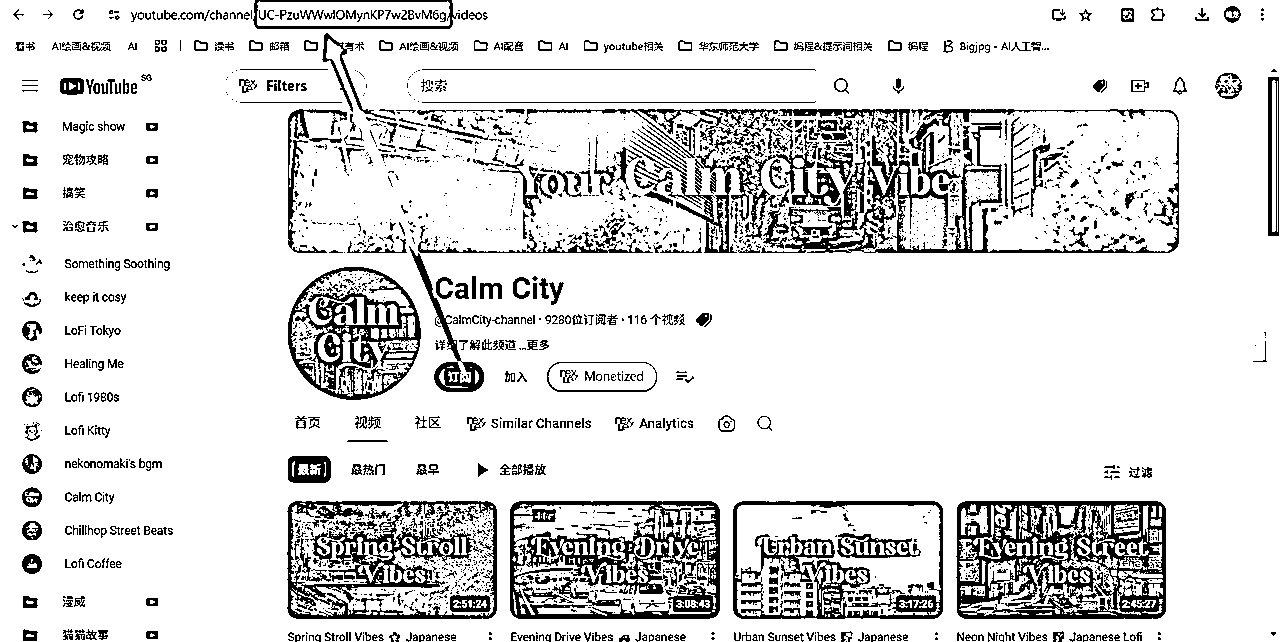 youtube.com/channel/UC-PzuWWwIOMynKP7w2BvM6g/videos
AI绘画&视频 AI 读书 邮箱 AI绘画&视频 AI配音 AI youtube相关 华东师范大学 编程&提示词相关 编程 Bigjpg - AI人工智...
YouTube SG Filters 搜索
Magic show
宠物攻略
搞笑
治愈音乐
Something Soothing
keep it cosy
LoFi Tokyo
Healing Me
Lofi 1980s
Lofi Kitty
nekonomaki's bgm
Calm City
Chillhop Street Beats
Lofi Coffee
漫威
猫猫故事
Your Calm City Vibe
Calm
City
Calm City
@CalmCity-channel · 9280位订阅者 · 116 个视频
详细了解此频道 ...更多
订阅 加入 Monetized
首页 视频 社区 Similar Channels Analytics
最新 最热门 最早 全部播放 过滤
Spring Stroll
Vibes
2:51:24
Evening Drive
Vibes
3:08:43
Urban Sunset
Vibes
3:17:26
Evening Street
Vibes
2:45:27
Spring Stroll Vibes Japanese
Evening Drive Vibes Japanese
Urban Sunset Vibes Japanese
Neon Night Vibes Japanese Lofi